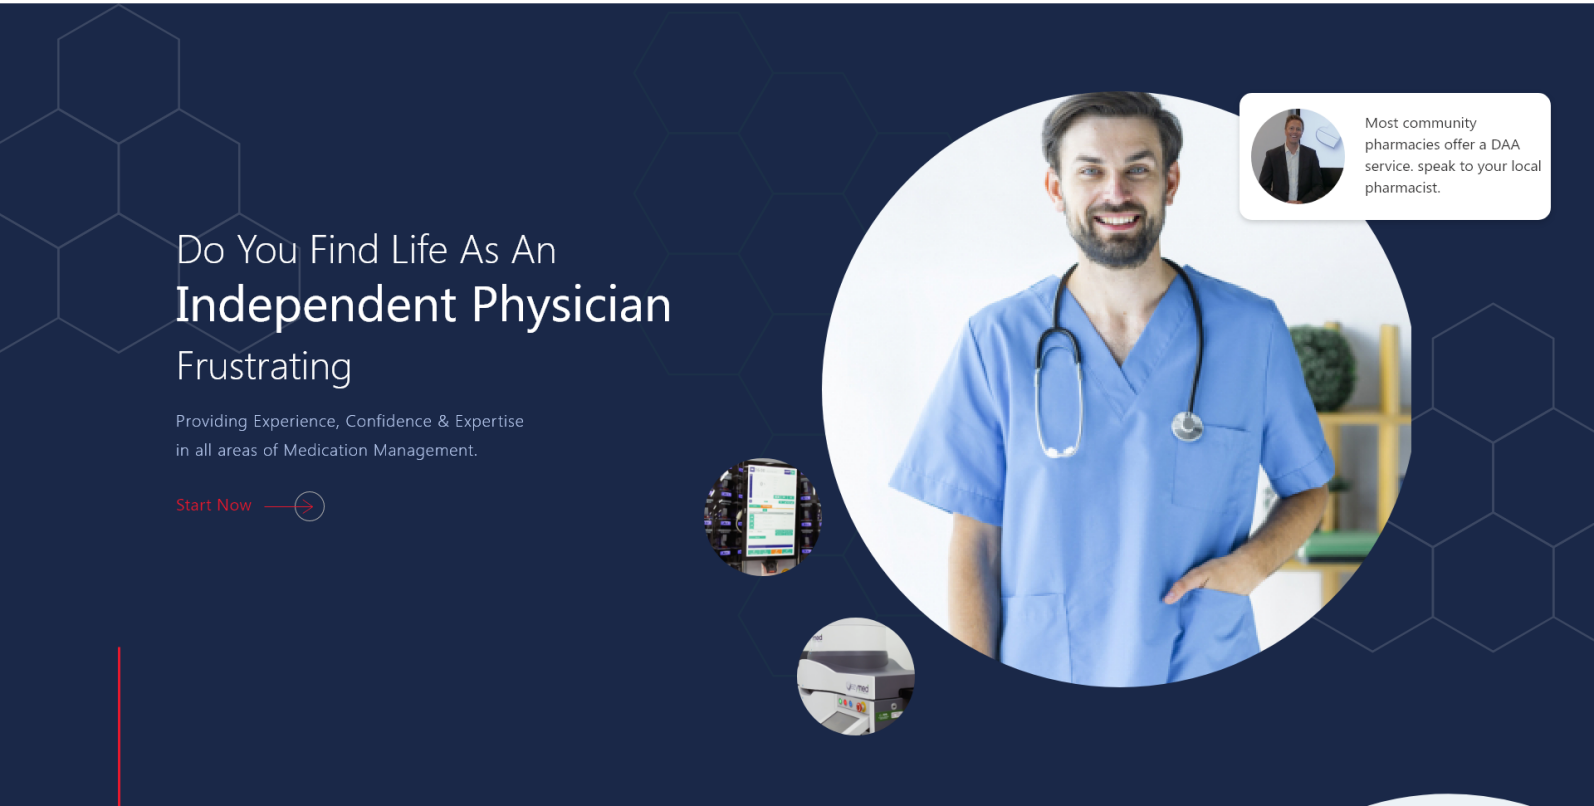 Do You Find Life As An
Independent Physician
Frustrating
Providing Experience, Confidence & Expertise
in all areas of Medication Management.
Start Now
Most community
pharmacies offer a DAA
service. speak to your local
pharmacist.